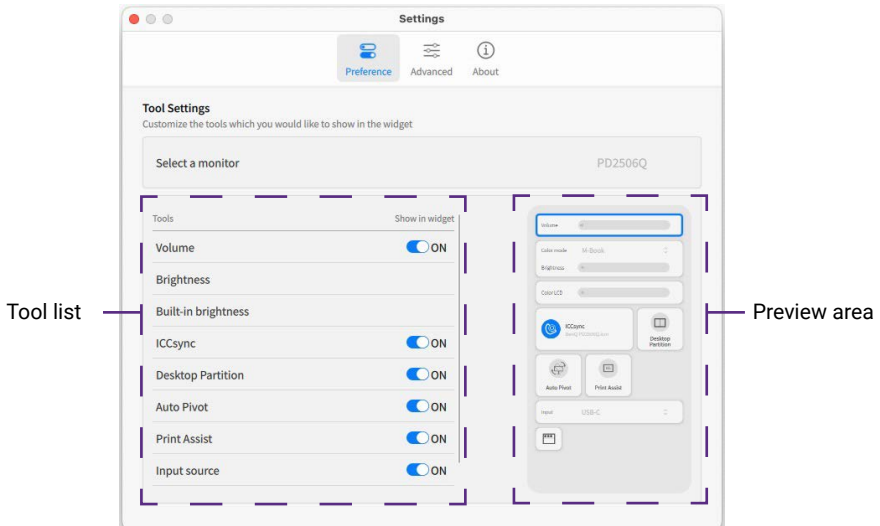 Settings
Preference Advanced About
Tool Settings
Customize the tools which you would like to show in the widget
Select a monitor PD2506Q
Tools Show in widget
Volume ON
Brightness
Built-in brightness
ICCsync ON
Desktop Partition ON
Auto Pivot ON
Print Assist ON
Input source ON
Tool list
Volume
Color mode M-Book
Brightness
Color LCD
ICCsync
Desktop
Partition
Auto Pivot Print Assist
Input USB-C
Preview area